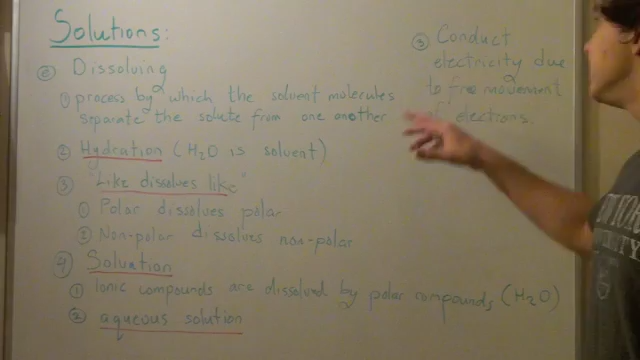 Solutions:
ⓔ Dissolving
① process by which the solvent molecules
separate the solute from one another
② Hydration (H2O is solvent)
③ "Like dissolves like"
① Polar dissolves polar
② Non-polar dissolves non-polar
④ Solvation
① Ionic compounds are dissolved by polar compounds (H2O)
② aqueous solution
③ Conduct
electricity due
to free movement
of electrons.